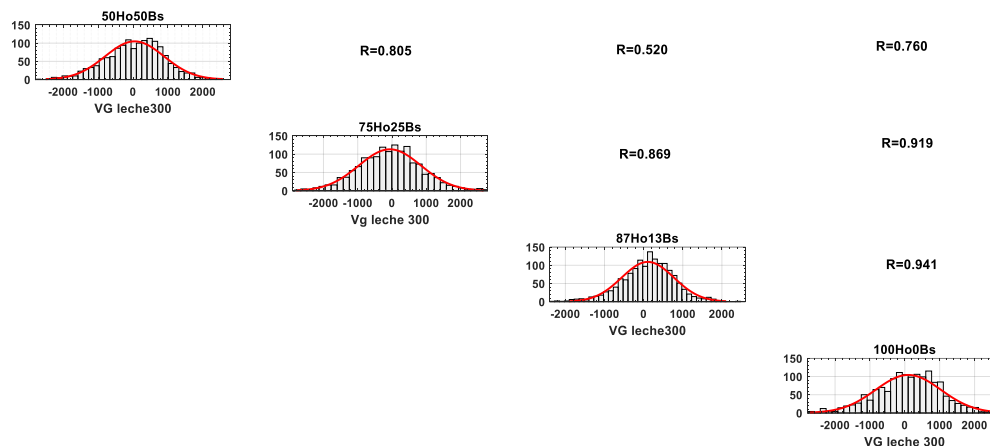 50Ho50Bs
150
100
50
0
-2000 -1000 0 1000 2000
VG leche300
R=0.805
R=0.520
R=0.760
75Ho25Bs
150
100
50
0
-2000 -1000 0 1000 2000
Vg leche 300
R=0.869
R=0.919
87Ho13Bs
150
100
50
0
-2000 -1000 0 1000 2000
VG leche300
R=0.941
100Ho0Bs
150
100
50
0
-2000 -1000 0 1000 2000
VG leche 300